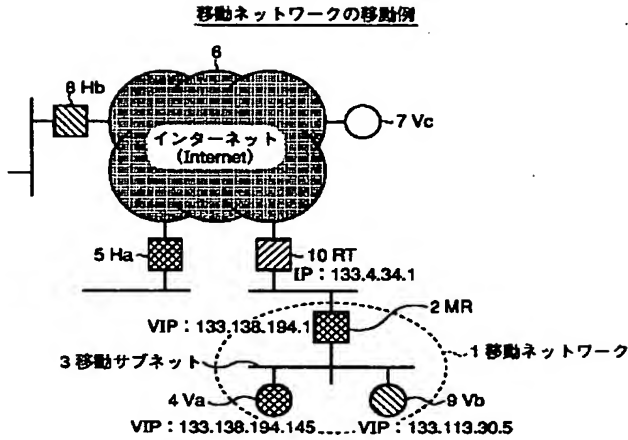 移動ネットワークの移動例
6
8 Hb
インターネット
(Internet)
7 Vc
5 Ha
10 RT
IP：133.4.34.1
2 MR
VIP：133.138.194.1
1 移動ネットワーク
3 移動サブネット
4 Va
9 Vb
VIP：133.138.194.145
VIP：133.113.30.5